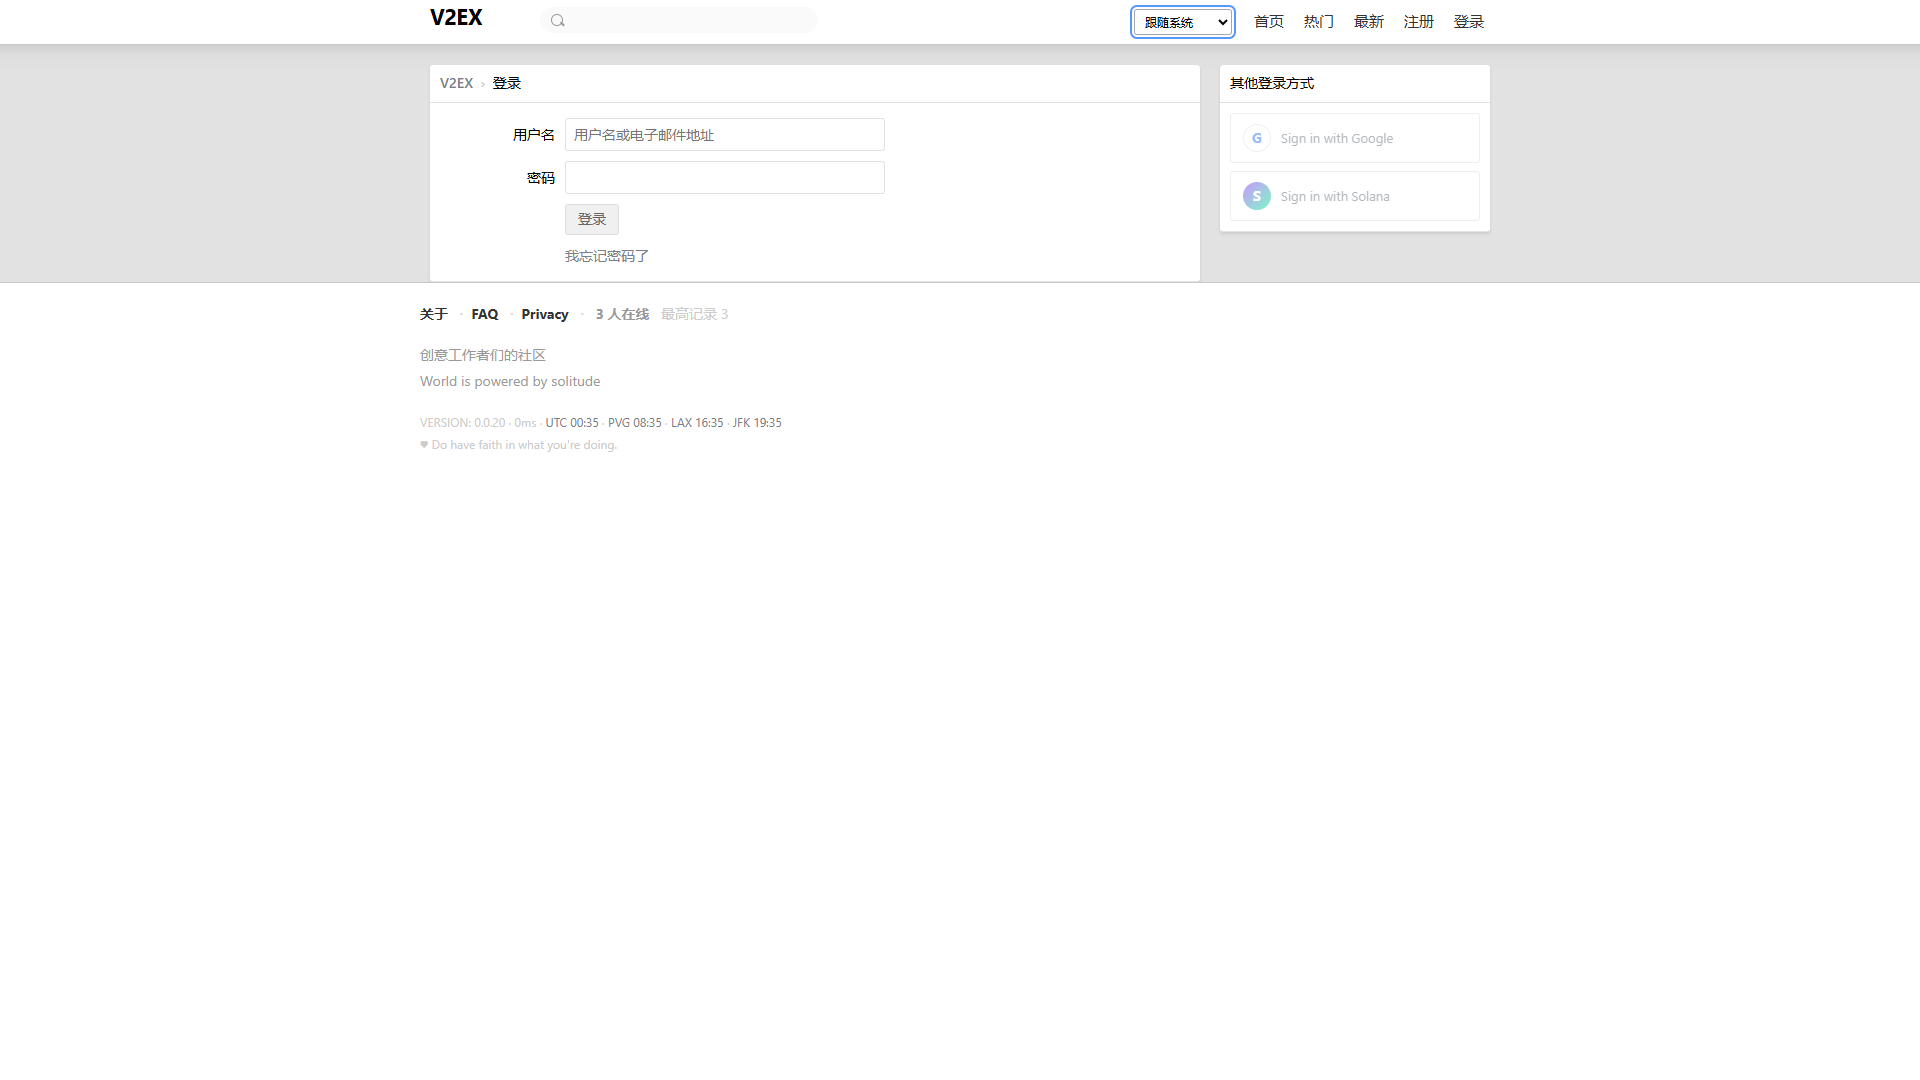 V2EX
跟随系统 首页 热门 最新 注册 登录
V2EX › 登录
用户名 用户名或电子邮件地址
密码
登录
我忘记密码了
其他登录方式
G Sign in with Google
S Sign in with Solana
关于 · FAQ · Privacy · 3 人在线 最高记录 3
创意工作者们的社区
World is powered by solitude
VERSION: 0.0.20 · 0ms · UTC 00:35 · PVG 08:35 · LAX 16:35 · JFK 19:35
♥ Do have faith in what you're doing.